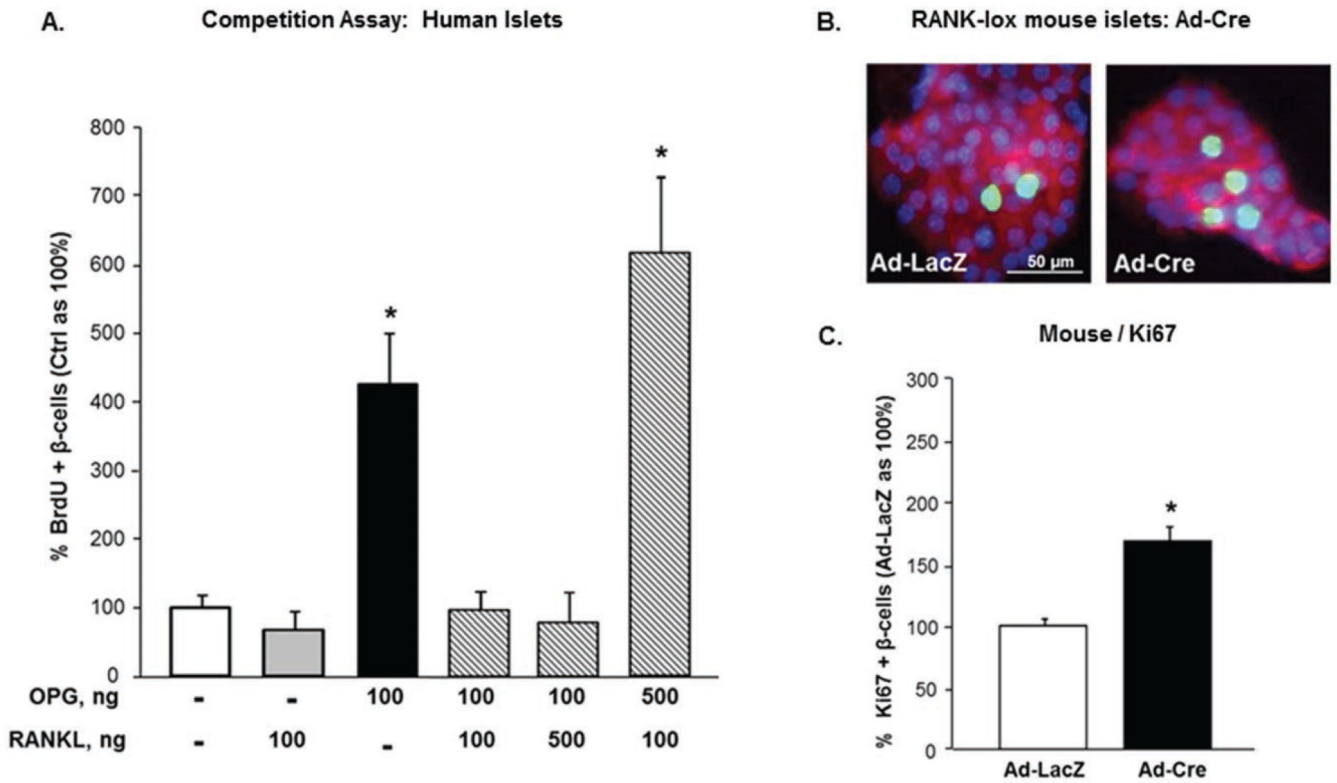 A.
Competition Assay: Human Islets
% BrdU + β-cells (Ctrl as 100%)
800
700
600
500
400
300
200
100
0
*
*
OPG, ng - - 100 100 100 500
RANKL, ng - 100 - 100 500 100
B.
RANK-lox mouse islets: Ad-Cre
Ad-LacZ
50 µm
Ad-Cre
C.
Mouse / Ki67
% Ki67 + β-cells (Ad-LacZ as 100%)
300
250
200
150
100
50
0
*
Ad-LacZ Ad-Cre